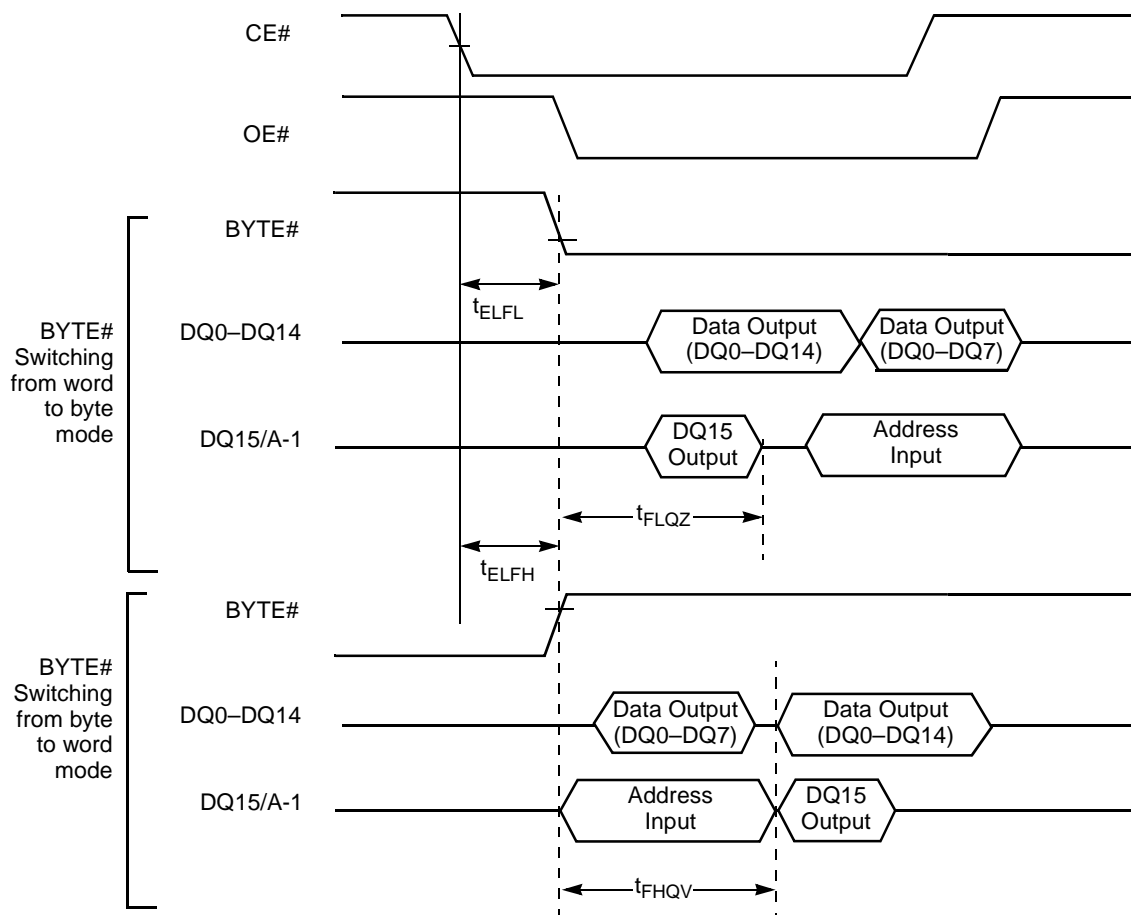 CE#
OE#
BYTE#
tELFL
BYTE#
Switching
from word
to byte
mode
DQ0–DQ14
Data Output
(DQ0–DQ14)
Data Output
(DQ0–DQ7)
DQ15/A-1
DQ15
Output
Address
Input
tFLQZ
tELFH
BYTE#
BYTE#
Switching
from byte
to word
mode
DQ0–DQ14
Data Output
(DQ0–DQ7)
Data Output
(DQ0–DQ14)
DQ15/A-1
Address
Input
DQ15
Output
tFHQV